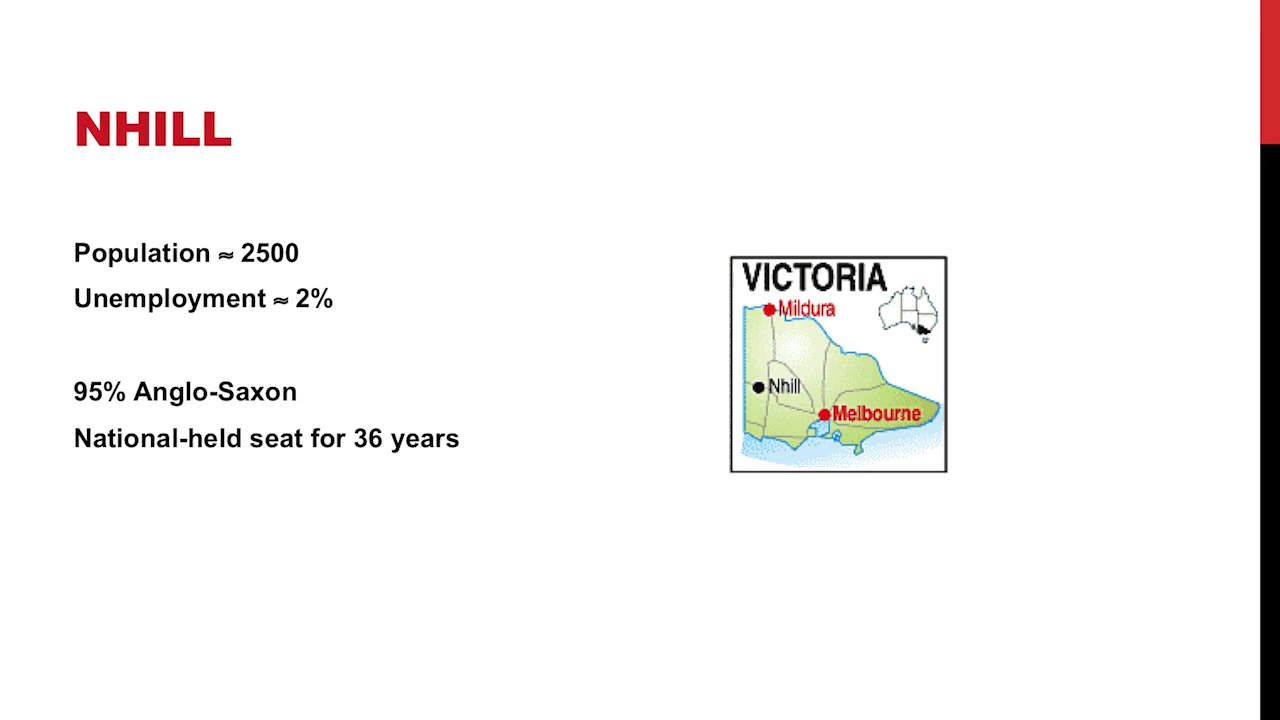 NHILL
Population ≈ 2500
Unemployment ≈ 2%
95% Anglo-Saxon
National-held seat for 36 years
VICTORIA
Mildura
Nhill
Melbourne